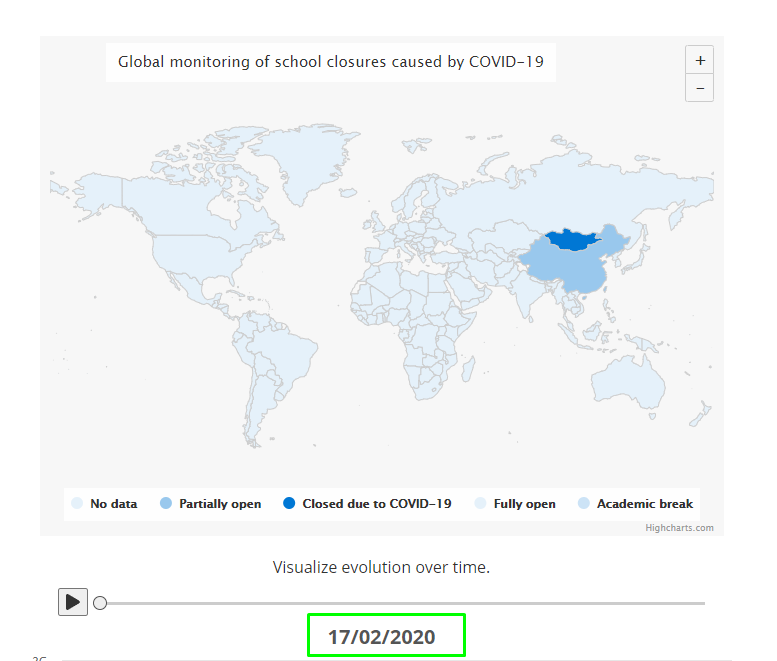 Global monitoring of school closures caused by COVID-19
+
−
No data Partially open Closed due to COVID-19 Fully open Academic break
Highcharts.com
Visualize evolution over time.
17/02/2020